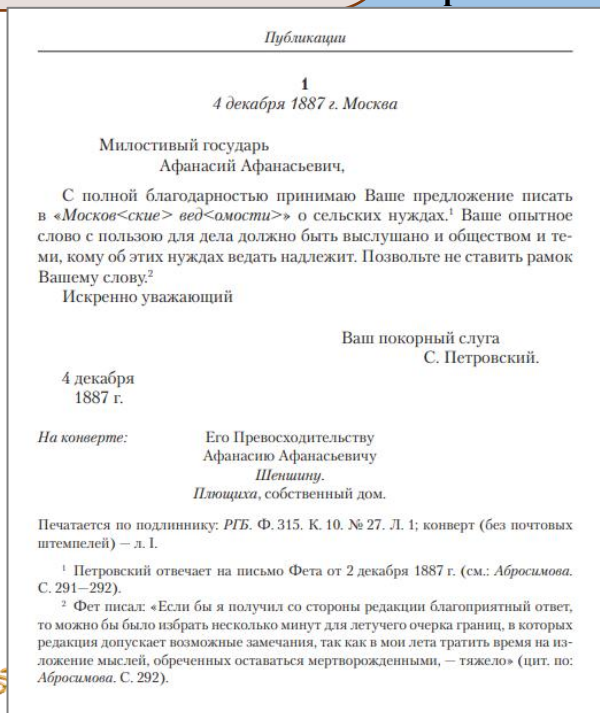 Публикации
1
4 декабря 1887 г. Москва
Милостивый государь
Афанасий Афанасьевич,
С полной благодарностью принимаю Ваше предложение писать
в «Москов<ские> вед<омости>» о сельских нуждах.¹ Ваше опытное
слово с пользою для дела должно быть выслушано и обществом и те-
ми, кому об этих нуждах ведать надлежит. Позвольте не ставить рамок
Вашему слову.²
Искренно уважающий
Ваш покорный слуга
С. Петровский.
4 декабря
1887 г.
На конверте: Его Превосходительству
Афанасию Афанасьевичу
Шеншину.
Плющиха, собственный дом.
Печатается по подлиннику: РГБ. Ф. 315. К. 10. № 27. Л. 1; конверт (без почтовых
штемпелей) — л. I.
¹ Петровский отвечает на письмо Фета от 2 декабря 1887 г. (см.: Абросимова.
С. 291—292).
² Фет писал: «Если бы я получил со стороны редакции благоприятный ответ,
то можно бы было избрать несколько минут для летучего очерка границ, в которых
редакция допускает возможные замечания, так как в мои лета тратить время на из-
ложение мыслей, обреченных оставаться мертворожденными, — тяжело» (цит. по:
Абросимова. С. 292).